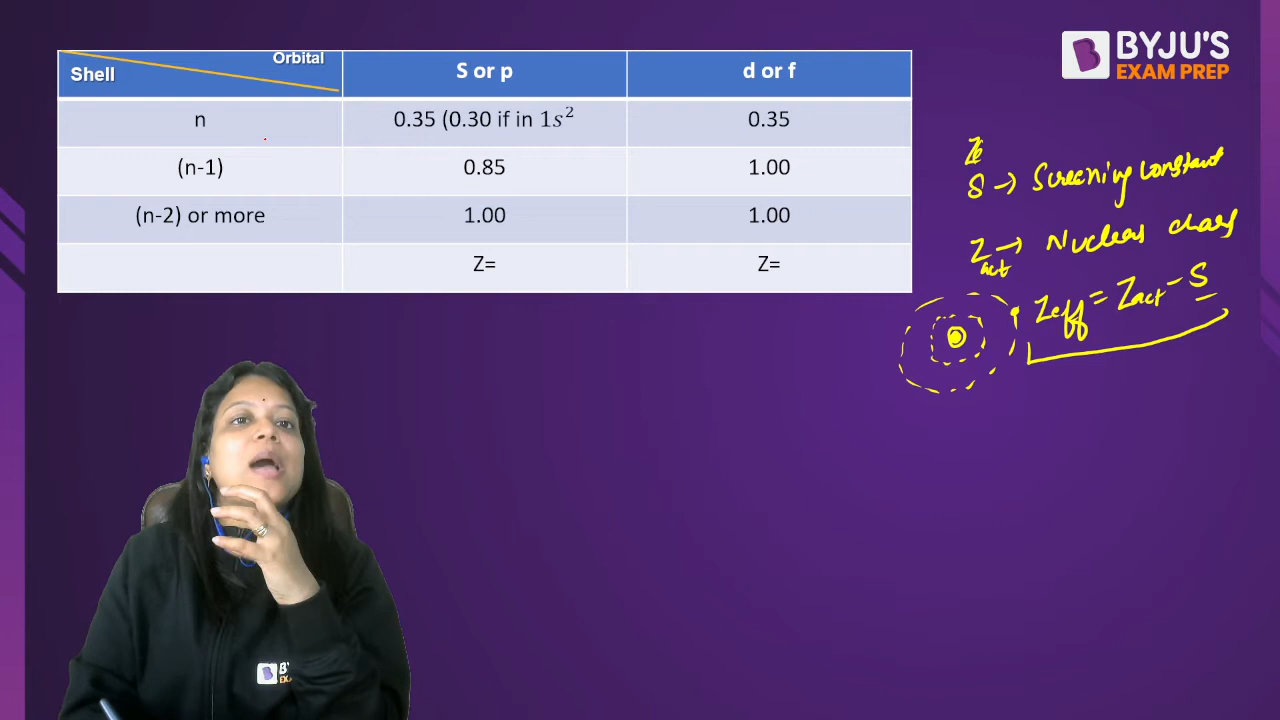 BYJU'S
EXAM PREP
Orbital
Shell
S or p
d or f
n
0.35 (0.30 if in 1s²
0.35
(n-1)
0.85
1.00
(n-2) or more
1.00
1.00
Z=
Z=
Ze
S → Screening constant
Zact → Nuclear
Zeff = Zact - S